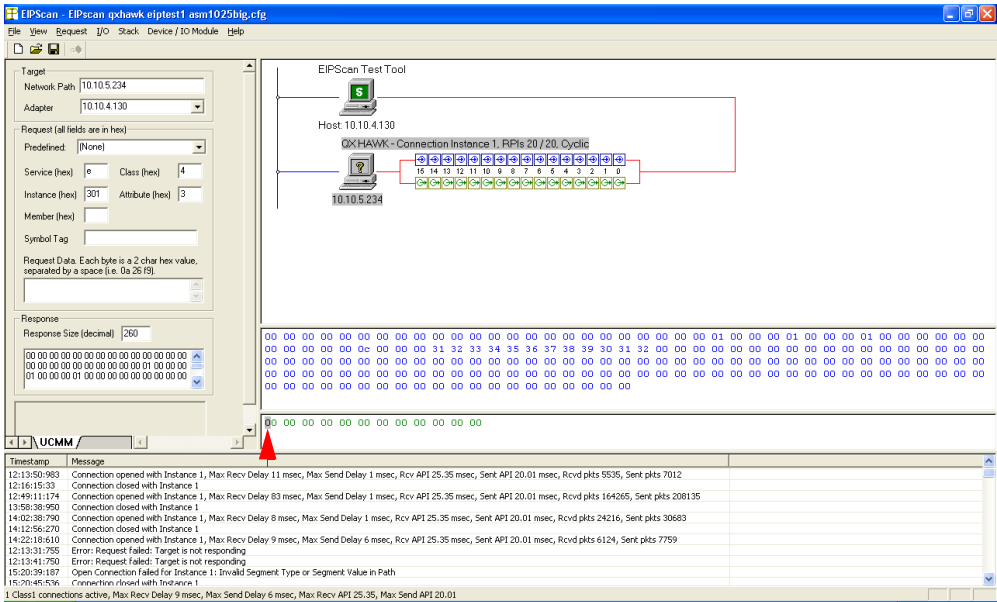 EIPScan - EIPscan qxhawk eiptest1 asm1025big.cfg
File View Request I/O Stack Device / IO Module Help
Target
Network Path 10.10.5.234
Adapter 10.10.4.130
Request (all fields are in hex)
Predefined: (None)
Service (hex) e Class (hex) 4
Instance (hex) 301 Attribute (hex) 3
Member (hex)
Symbol Tag
Request Data. Each byte is a 2 char hex value,
separated by a space (i.e. 0a 26 f9).
Response
Response Size (decimal) 260
00 00 00 00 00 00 00 00 00 00 00 00 00 00
00 00 00 00 00 00 00 00 00 00 01 00 00 00
01 00 00 00 01 00 00 00 00 00 00 00 00 00
UCMM
EIPScan Test Tool
S
Host: 10.10.4.130
QX HAWK - Connection Instance 1, RPIs 20 / 20, Cyclic
?
15 14 13 12 11 10 9 8 7 6 5 4 3 2 1 0
10.10.5.234
00 00 00 00 00 00 00 00 00 00 00 00 00 00 00 00 00 00 00 00 00 00 00 00 01 00 00 00 01 00 00 00 01 00 00 00 00 00 00
00 00 00 00 00 0c 00 00 00 31 32 33 34 35 36 37 38 39 30 31 32 00 00 00 00 00 00 00 00 00 00 00 00 00 00 00 00 00 00
00 00 00 00 00 00 00 00 00 00 00 00 00 00 00 00 00 00 00 00 00 00 00 00 00 00 00 00 00 00 00 00 00 00 00 00 00 00 00
00 00 00 00 00 00 00 00 00 00 00 00 00 00 00 00 00 00 00 00 00 00 00 00 00 00 00 00 00 00 00 00 00 00 00 00 00 00 00
00 00 00 00 00 00 00 00 00 00 00 00 00 00 00 00 00 00 00 00
00 00 00 00 00 00 00 00 00 00 00 00
Timestamp Message
12:13:50:983 Connection opened with Instance 1, Max Recv Delay 11 msec, Max Send Delay 1 msec, Rcv API 25.35 msec, Sent API 20.01 msec, Rcvd pkts 5535, Sent pkts 7012
12:16:15:33 Connection closed with Instance 1
12:49:11:174 Connection opened with Instance 1, Max Recv Delay 83 msec, Max Send Delay 1 msec, Rcv API 25.35 msec, Sent API 20.01 msec, Rcvd pkts 164265, Sent pkts 208135
13:58:38:950 Connection closed with Instance 1
14:02:38:790 Connection opened with Instance 1, Max Recv Delay 8 msec, Max Send Delay 1 msec, Rcv API 25.35 msec, Sent API 20.01 msec, Rcvd pkts 24216, Sent pkts 30683
14:12:56:270 Connection closed with Instance 1
14:22:18:610 Connection opened with Instance 1, Max Recv Delay 9 msec, Max Send Delay 6 msec, Rcv API 25.35 msec, Sent API 20.01 msec, Rcvd pkts 6124, Sent pkts 7759
12:13:31:755 Error: Request failed: Target is not responding
12:13:41:750 Error: Request failed: Target is not responding
15:20:39:187 Open Connection failed for Instance 1: Invalid Segment Type or Segment Value in Path
15:20:45:536 Connection closed with Instance 1
1 Class1 connections active, Max Recv Delay 9 msec, Max Send Delay 6 msec, Max Recv API 25.35, Max Send API 20.01